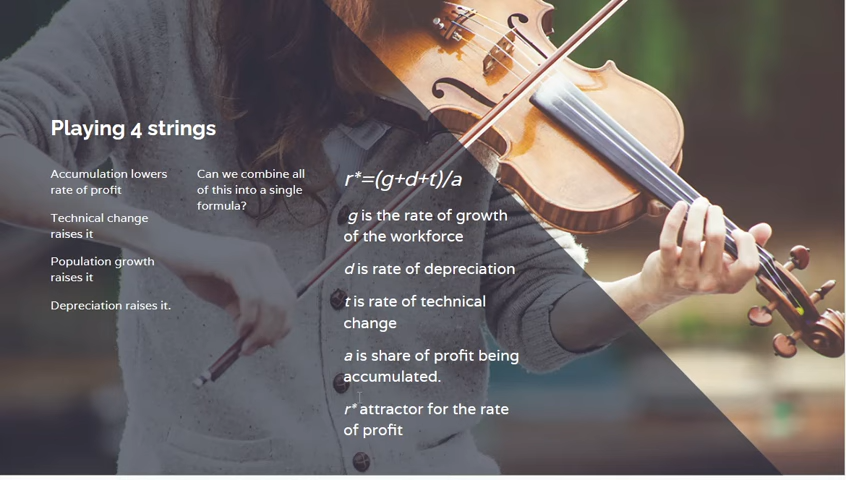 Playing 4 strings
Accumulation lowers
rate of profit
Technical change
raises it
Population growth
raises it
Depreciation raises it.
Can we combine all
of this into a single
formula?
r*=(g+d+t)/a
g is the rate of growth
of the workforce
d is rate of depreciation
t is rate of technical
change
a is share of profit being
accumulated.
r* attractor for the rate
of profit